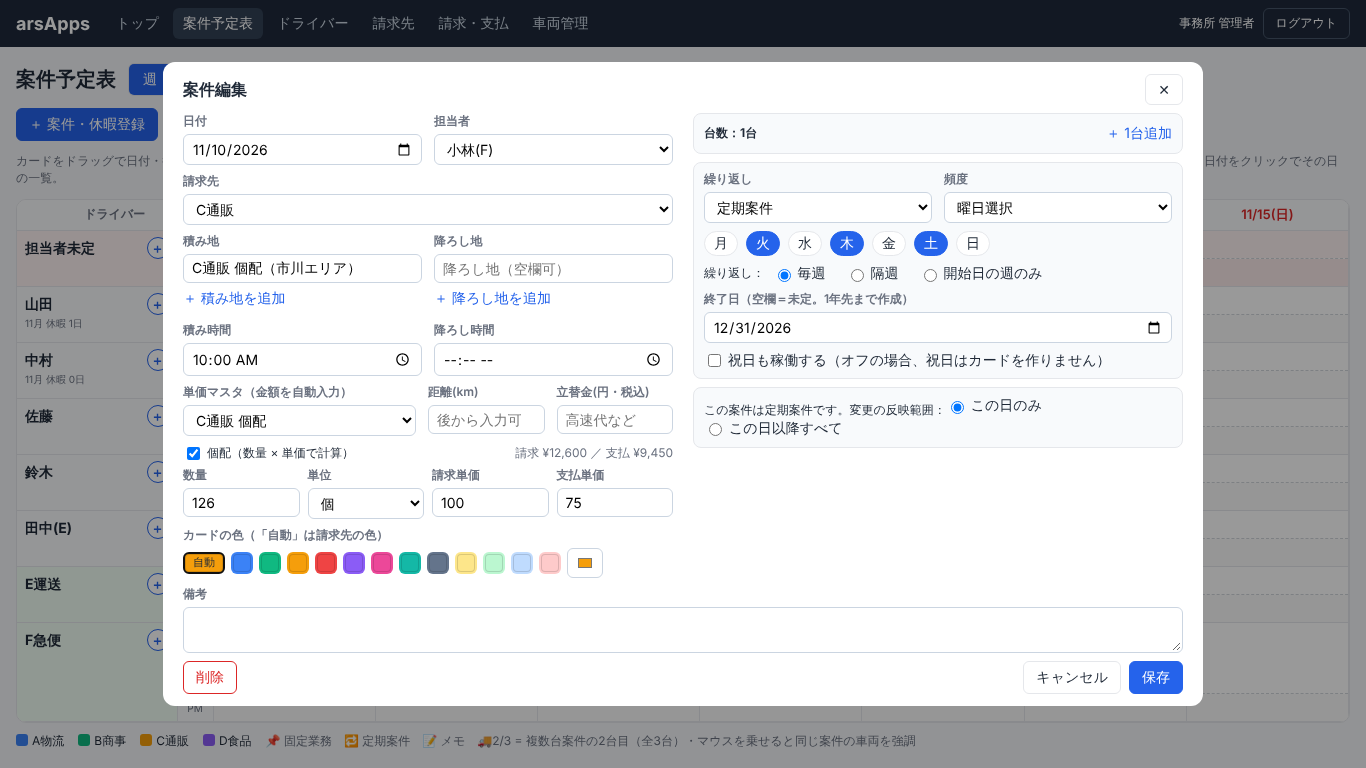 arsApps トップ 案件予定表 ドライバー 請求先 請求・支払 車両管理 事務所 管理者 ログアウト
案件予定表 週
＋ 案件・休暇登録
カードをドラッグで日付・
日付をクリックでその日
の一覧。
ドライバー 11/15(日)
担当者未定 +
山田 +
11月 休暇 1日
中村 +
11月 休暇 0日
佐藤 +
鈴木 +
田中(E) +
E運送 +
F急便 +
PM
案件編集 ✕
日付 担当者
11/10/2026 小林(F)
請求先
C通販
積み地 降ろし地
C通販 個配（市川エリア） 降ろし地（空欄可）
＋ 積み地を追加 ＋ 降ろし地を追加
積み時間 降ろし時間
10:00 AM --:-- --
単価マスタ（金額を自動入力） 距離(km) 立替金(円・税込)
C通販 個配 後から入力可 高速代など
個配（数量 × 単価で計算） 請求 ¥12,600 ／ 支払 ¥9,450
数量 単位 請求単価 支払単価
126 個 100 75
カードの色（「自動」は請求先の色）
自動
備考
台数：1台 ＋ 1台追加
繰り返し 頻度
定期案件 曜日選択
月 火 水 木 金 土 日
繰り返し： 毎週 隔週 開始日の週のみ
終了日（空欄＝未定。1年先まで作成）
12/31/2026
祝日も稼働する（オフの場合、祝日はカードを作りません）
この案件は定期案件です。変更の反映範囲： この日のみ
この日以降すべて
削除 キャンセル 保存
A物流 B商事 C通販 D食品 📌 固定業務 🔁 定期案件 📝 メモ 🚚2/3 = 複数台案件の2台目（全3台）・マウスを乗せると同じ案件の車両を強調